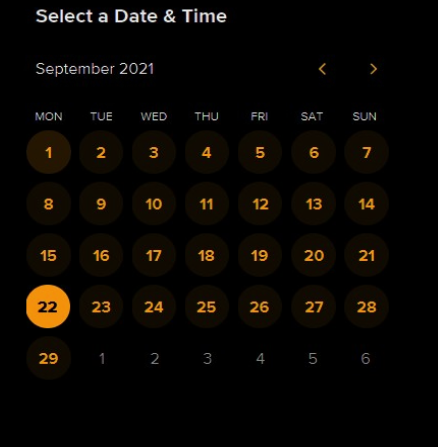 Select a Date & Time
September 2021
MON TUE WED THU FRI SAT SUN
1 2 3 4 5 6 7
8 9 10 11 12 13 14
15 16 17 18 19 20 21
22 23 24 25 26 27 28
29 1 2 3 4 5 6